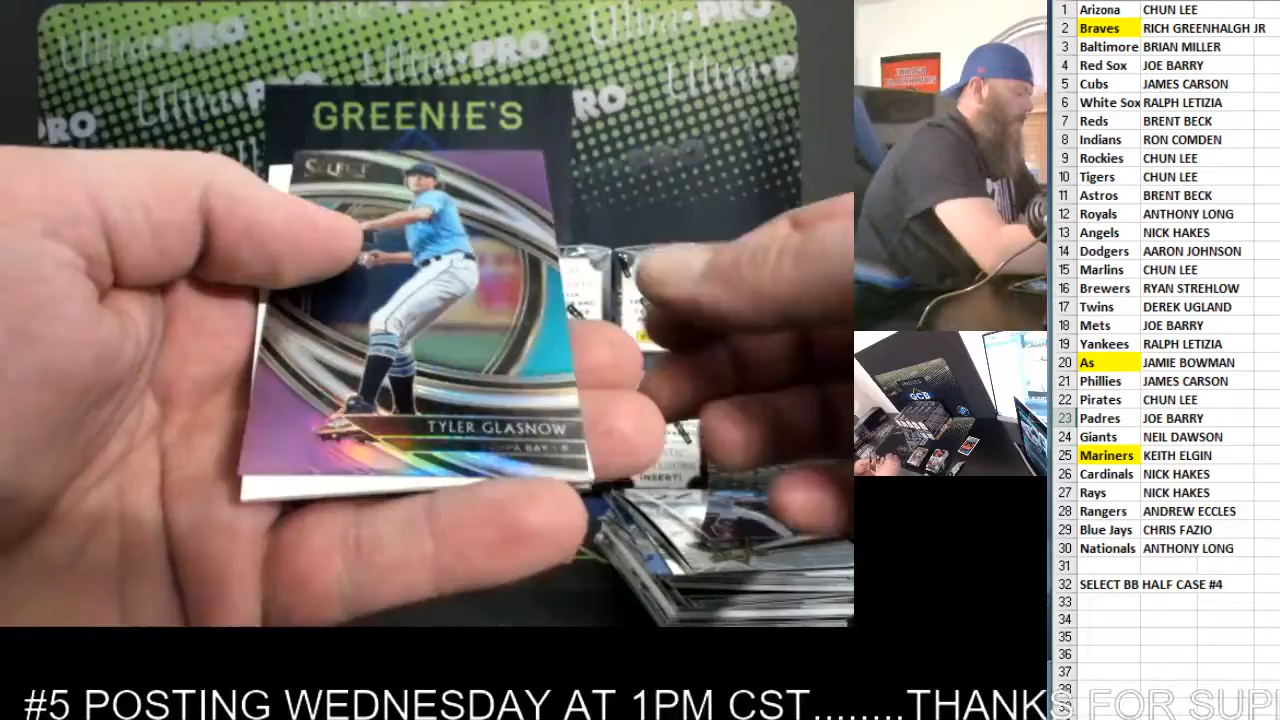 Ultra•PRO
PRO
GREENIE'S
SELECT
TYLER GLASNOW
INSERT!
GCB
1 Arizona CHUN LEE
2 Braves RICH GREENHALGH JR
3 Baltimore BRIAN MILLER
4 Red Sox JOE BARRY
5 Cubs JAMES CARSON
6 White Sox RALPH LETIZIA
7 Reds BRENT BECK
8 Indians RON COMDEN
9 Rockies CHUN LEE
10 Tigers CHUN LEE
11 Astros BRENT BECK
12 Royals ANTHONY LONG
13 Angels NICK HAKES
14 Dodgers AARON JOHNSON
15 Marlins CHUN LEE
16 Brewers RYAN STREHLOW
17 Twins DEREK UGLAND
18 Mets JOE BARRY
19 Yankees RALPH LETIZIA
20 As JAMIE BOWMAN
21 Phillies JAMES CARSON
22 Pirates CHUN LEE
23 Padres JOE BARRY
24 Giants NEIL DAWSON
25 Mariners KEITH ELGIN
26 Cardinals NICK HAKES
27 Rays NICK HAKES
28 Rangers ANDREW ECCLES
29 Blue Jays CHRIS FAZIO
30 Nationals ANTHONY LONG
31
32 SELECT BB HALF CASE #4
33
34
35
36
37
38
#5 POSTING WEDNESDAY AT 1PM CST........THANKS FOR SUP